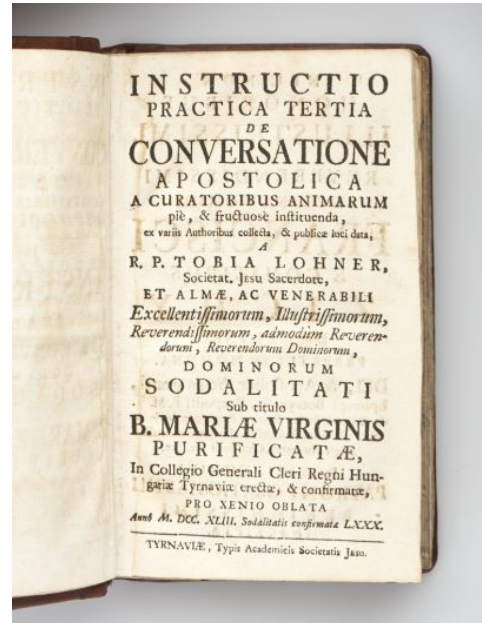 INSTRUCTIO
PRACTICA TERTIA
DE
CONVERSATIONE
APOSTOLICA
A CURATORIBUS ANIMARUM
piè, & fructuosè instituenda,
ex variis Authoribus collecta, & publicæ luci data,
A
R. P. TOBIA LOHNER,
Societat. JESU Sacerdote,
ET ALMÆ, AC VENERABILI
Excellentissimorum, Illustrissimorum,
Reverendissimorum, admodùm Reveren-
dorum, Reverendorum Dominorum,
DOMINORUM
SODALITATI
Sub titulo
B. MARIÆ VIRGINIS
PURIFICATÆ,
In Collegio Generali Cleri Regni Hun-
gariæ Tyrnaviæ erectæ, & confirmatæ,
PRO XENIO OBLATA
Annô M. DCC. XLIII. Sodalitatis confirmatæ LXXX.
TYRNAVIÆ, Typis Academicis Societatis JESU.